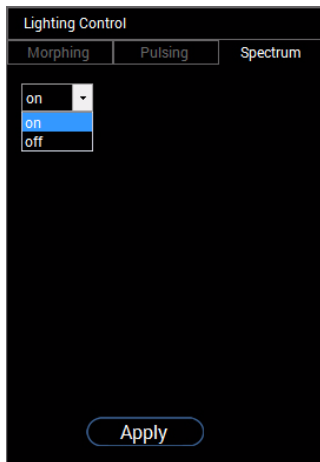 Lighting Control
Morphing Pulsing Spectrum
on
on
off
Apply